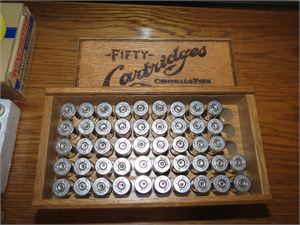 -FIFTY-
Cartridges
CENTRAL FIRE